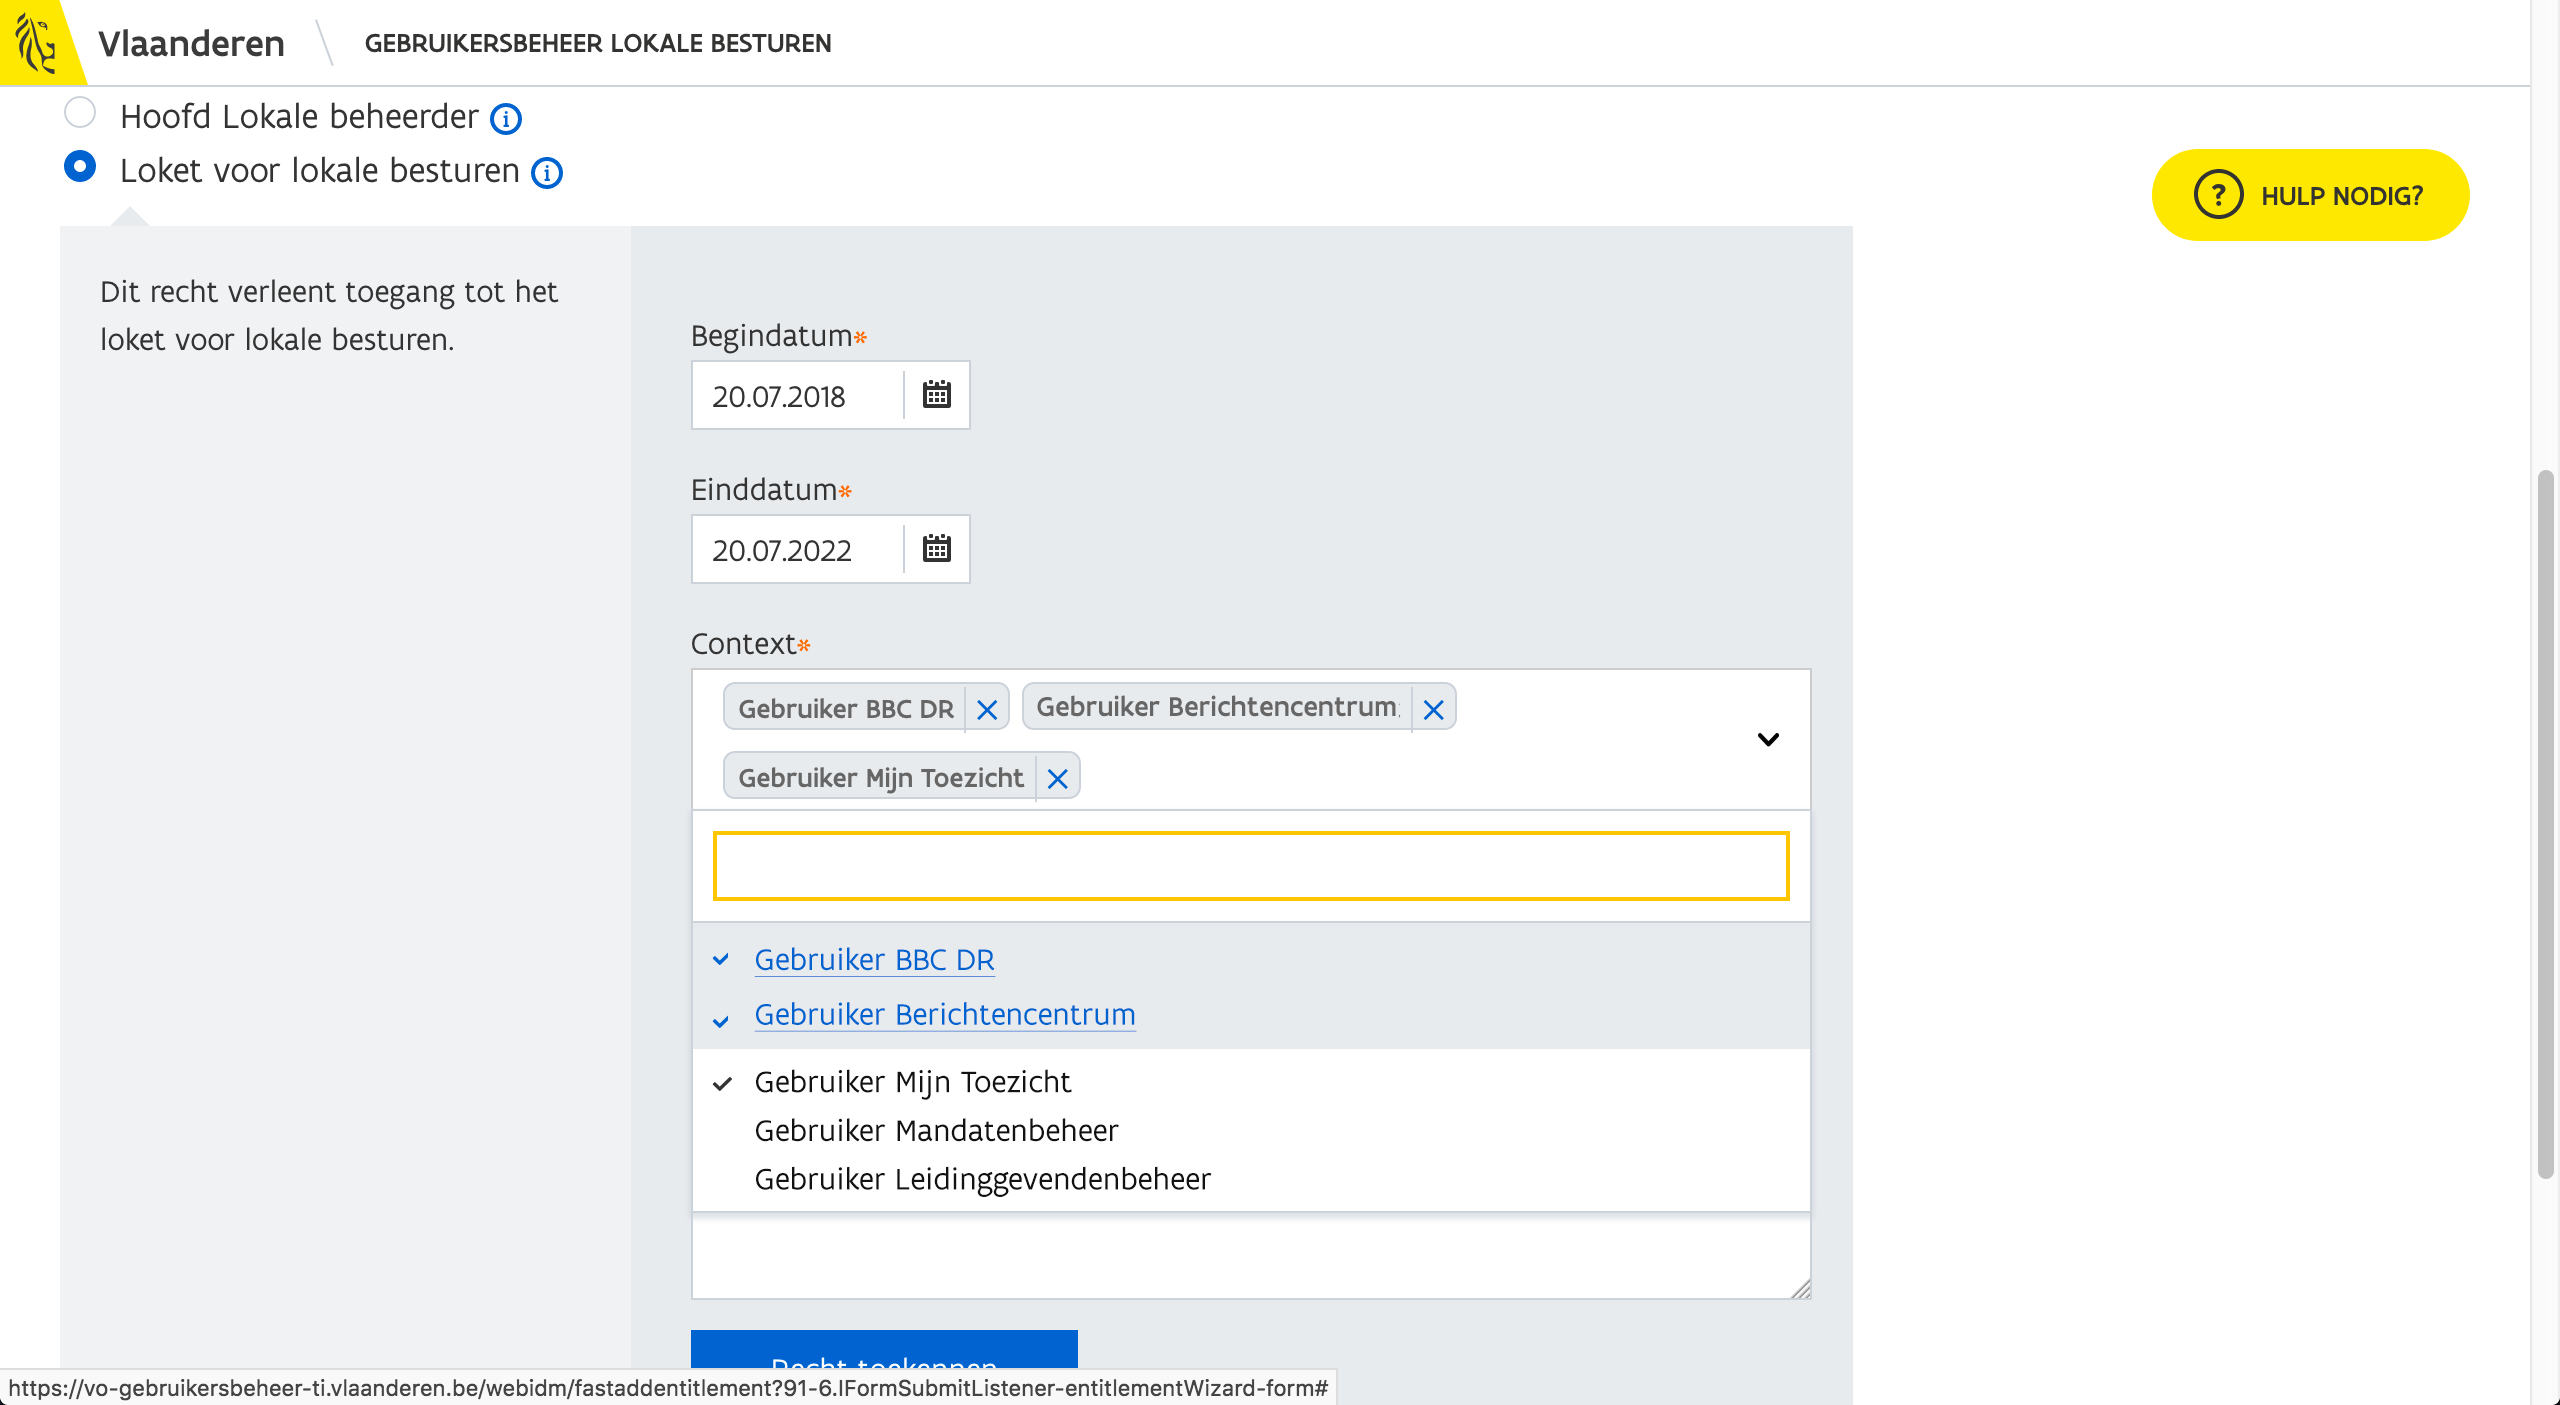 Vlaanderen
GEBRUIKERSBEHEER LOKALE BESTUREN
Hoofd Lokale beheerder
Loket voor lokale besturen
HULP NODIG?
Dit recht verleent toegang tot het
loket voor lokale besturen.
Begindatum*
20.07.2018
Einddatum*
20.07.2022
Context*
Gebruiker BBC DR
Gebruiker Berichtencentrum
Gebruiker Mijn Toezicht
Gebruiker BBC DR
Gebruiker Berichtencentrum
Gebruiker Mijn Toezicht
Gebruiker Mandatenbeheer
Gebruiker Leidinggevendenbeheer
Recht toekennen
https://vo-gebruikersbeheer-ti.vlaanderen.be/webidm/fastaddentitlement?91-6.IFormSubmitListener-entitlementWizard-form#